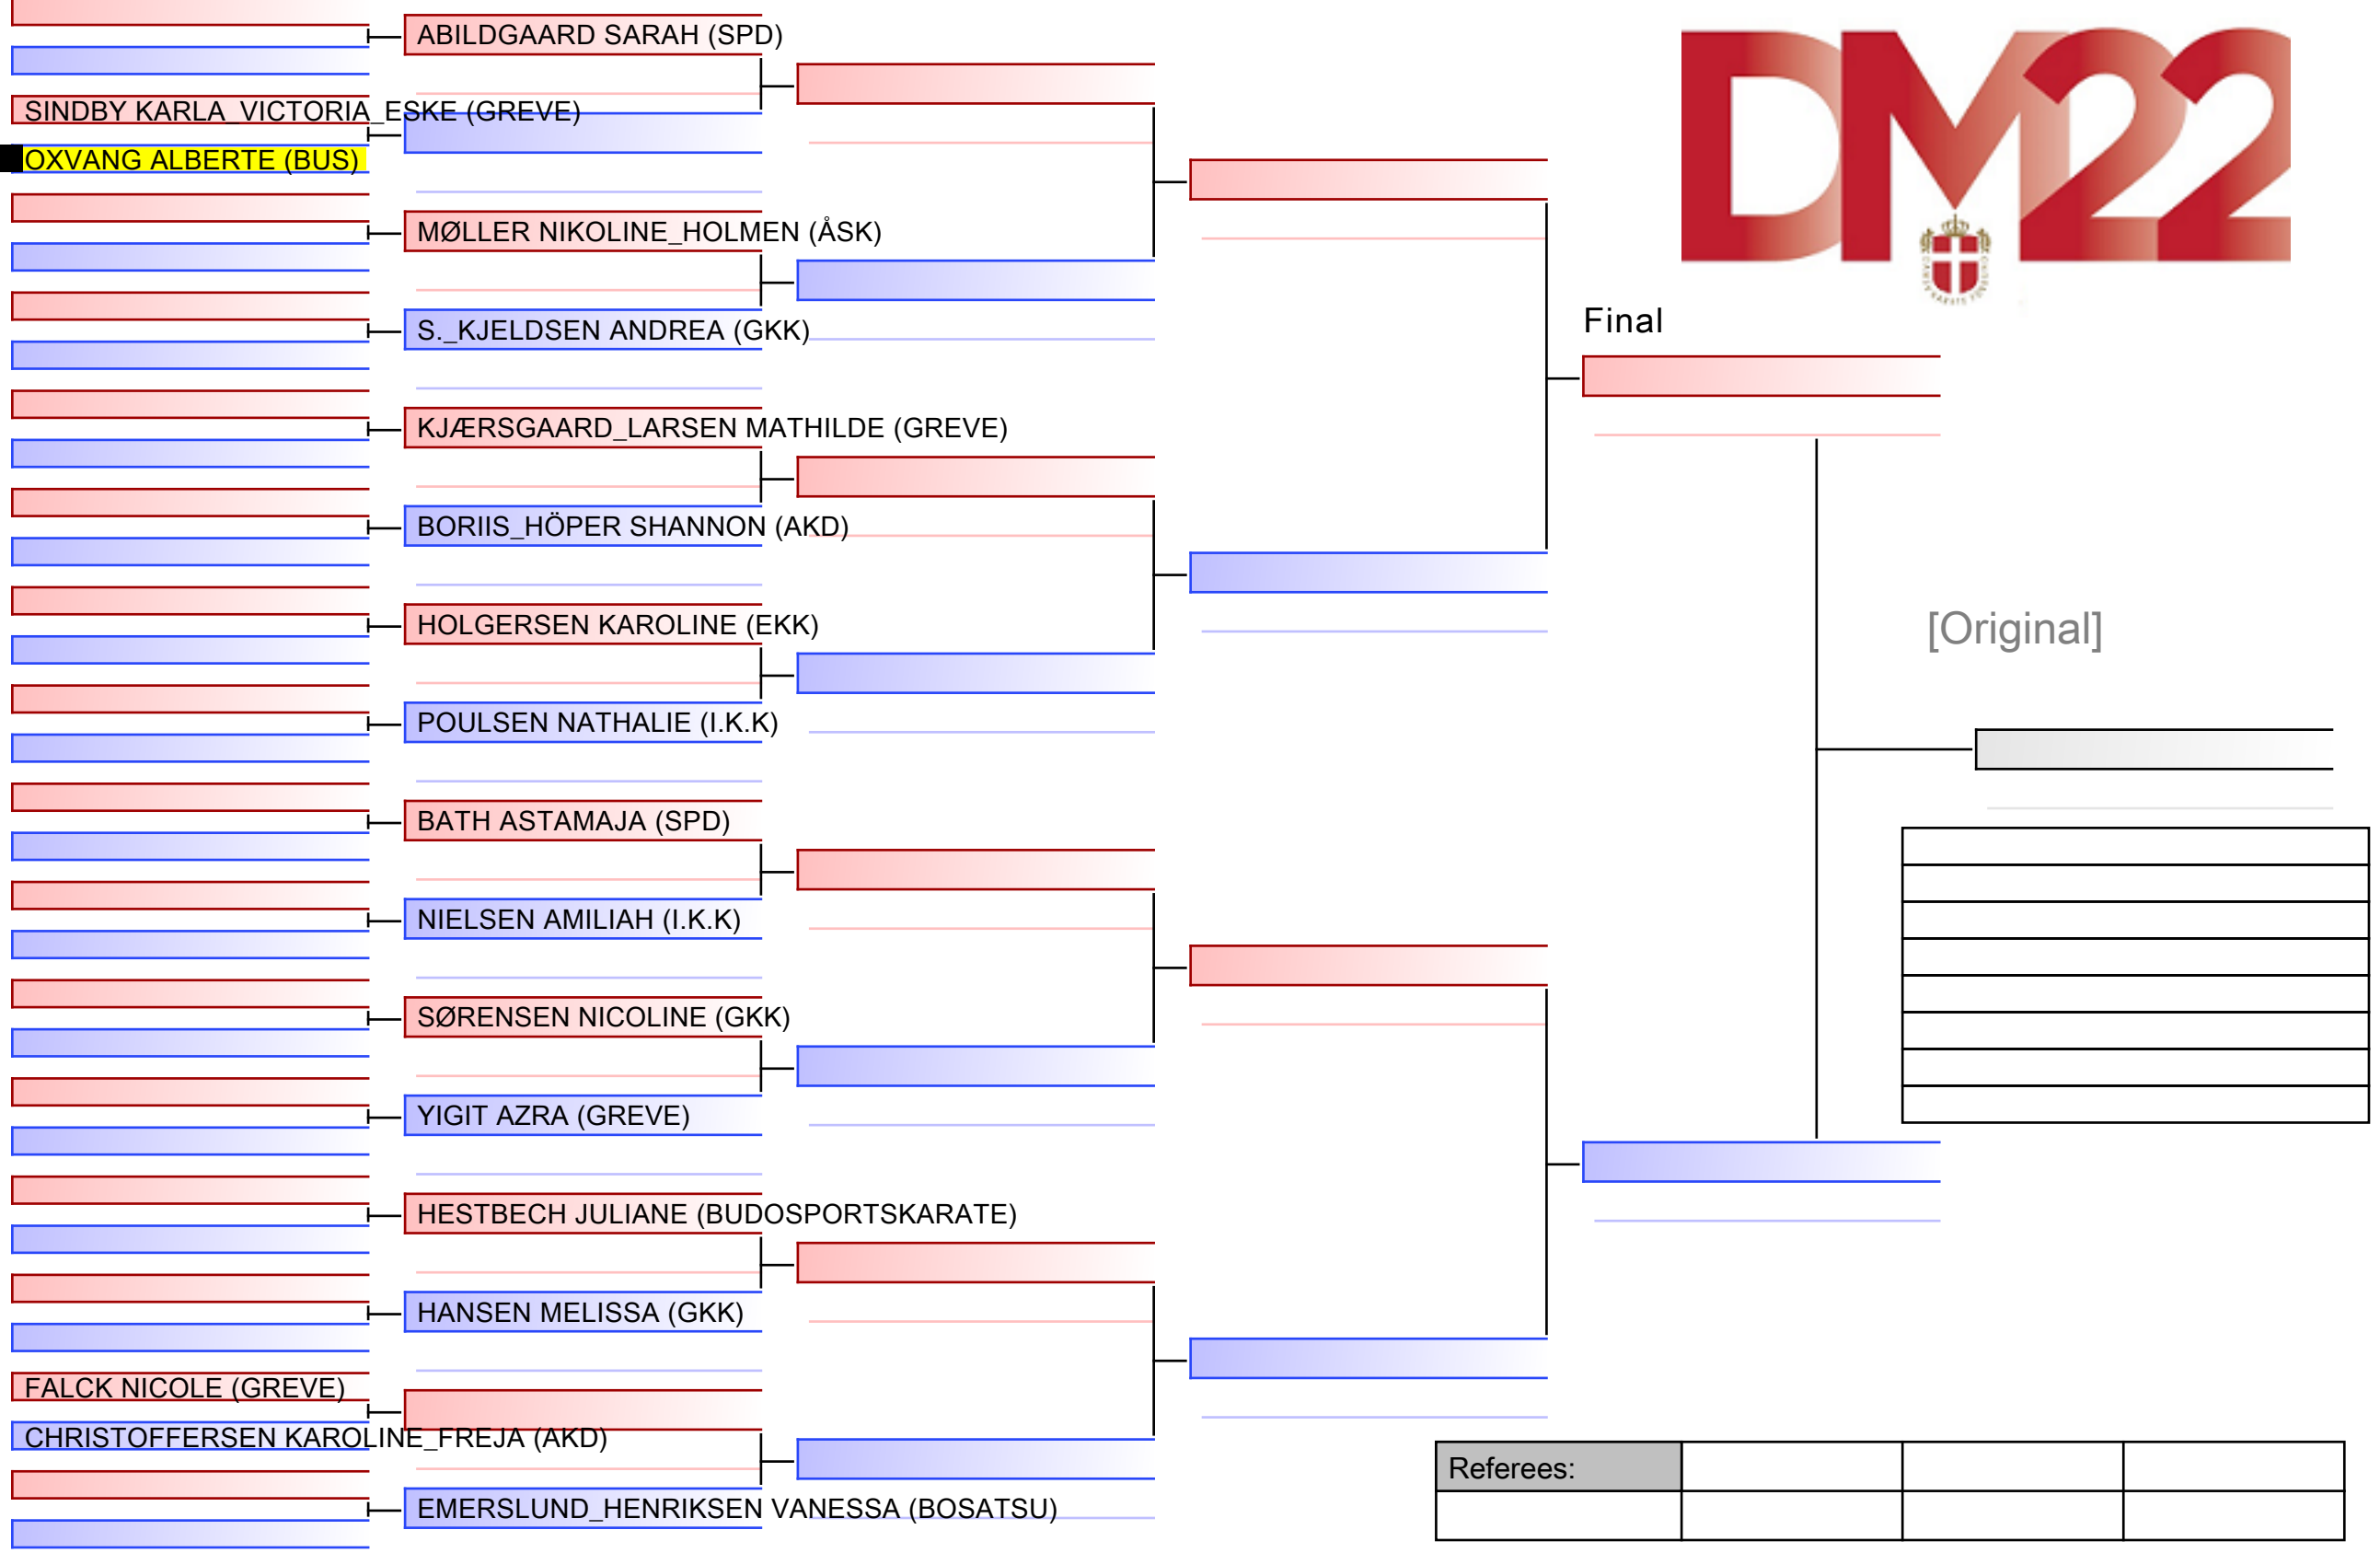 ABILDGAARD SARAH (SPD)
SINDBY KARLA_VICTORIA_ESKE (GREVE)
OXVANG ALBERTE (BUS)
MØLLER NIKOLINE_HOLMEN (ÅSK)
S._KJELDSEN ANDREA (GKK)
KJÆRSGAARD_LARSEN MATHILDE (GREVE)
BORIIS_HÖPER SHANNON (AKD)
HOLGERSEN KAROLINE (EKK)
POULSEN NATHALIE (I.K.K)
BATH ASTAMAJA (SPD)
NIELSEN AMILIAH (I.K.K)
SØRENSEN NICOLINE (GKK)
YIGIT AZRA (GREVE)
HESTBECH JULIANE (BUDOSPORTSKARATE)
HANSEN MELISSA (GKK)
FALCK NICOLE (GREVE)
CHRISTOFFERSEN KAROLINE_FREJA (AKD)
EMERSLUND_HENRIKSEN VANESSA (BOSATSU)
DM22
Final
[Original]
Referees: